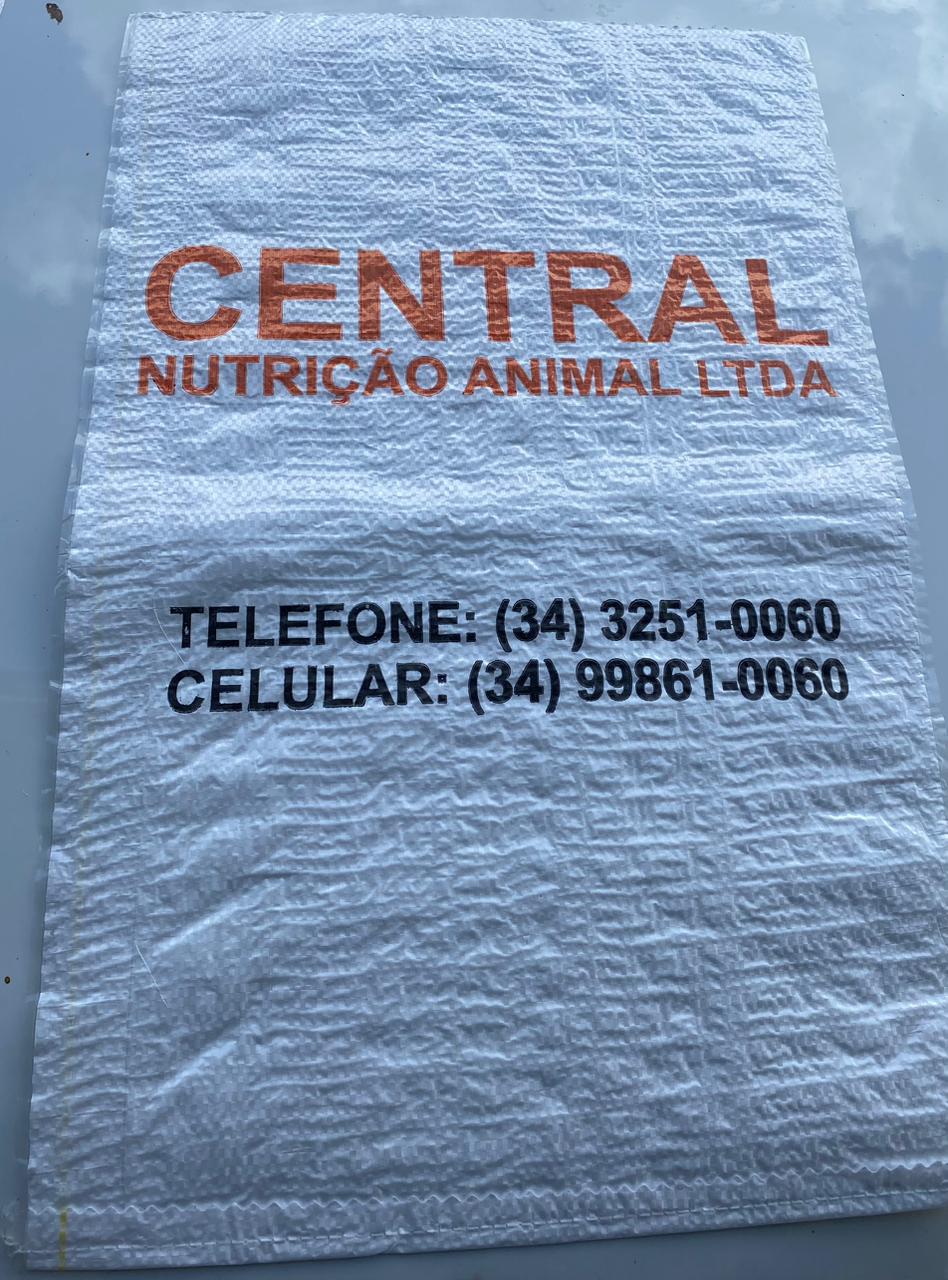 CENTRAL
NUTRIÇÃO ANIMAL LTDA
TELEFONE: (34) 3251-0060
CELULAR: (34) 99861-0060